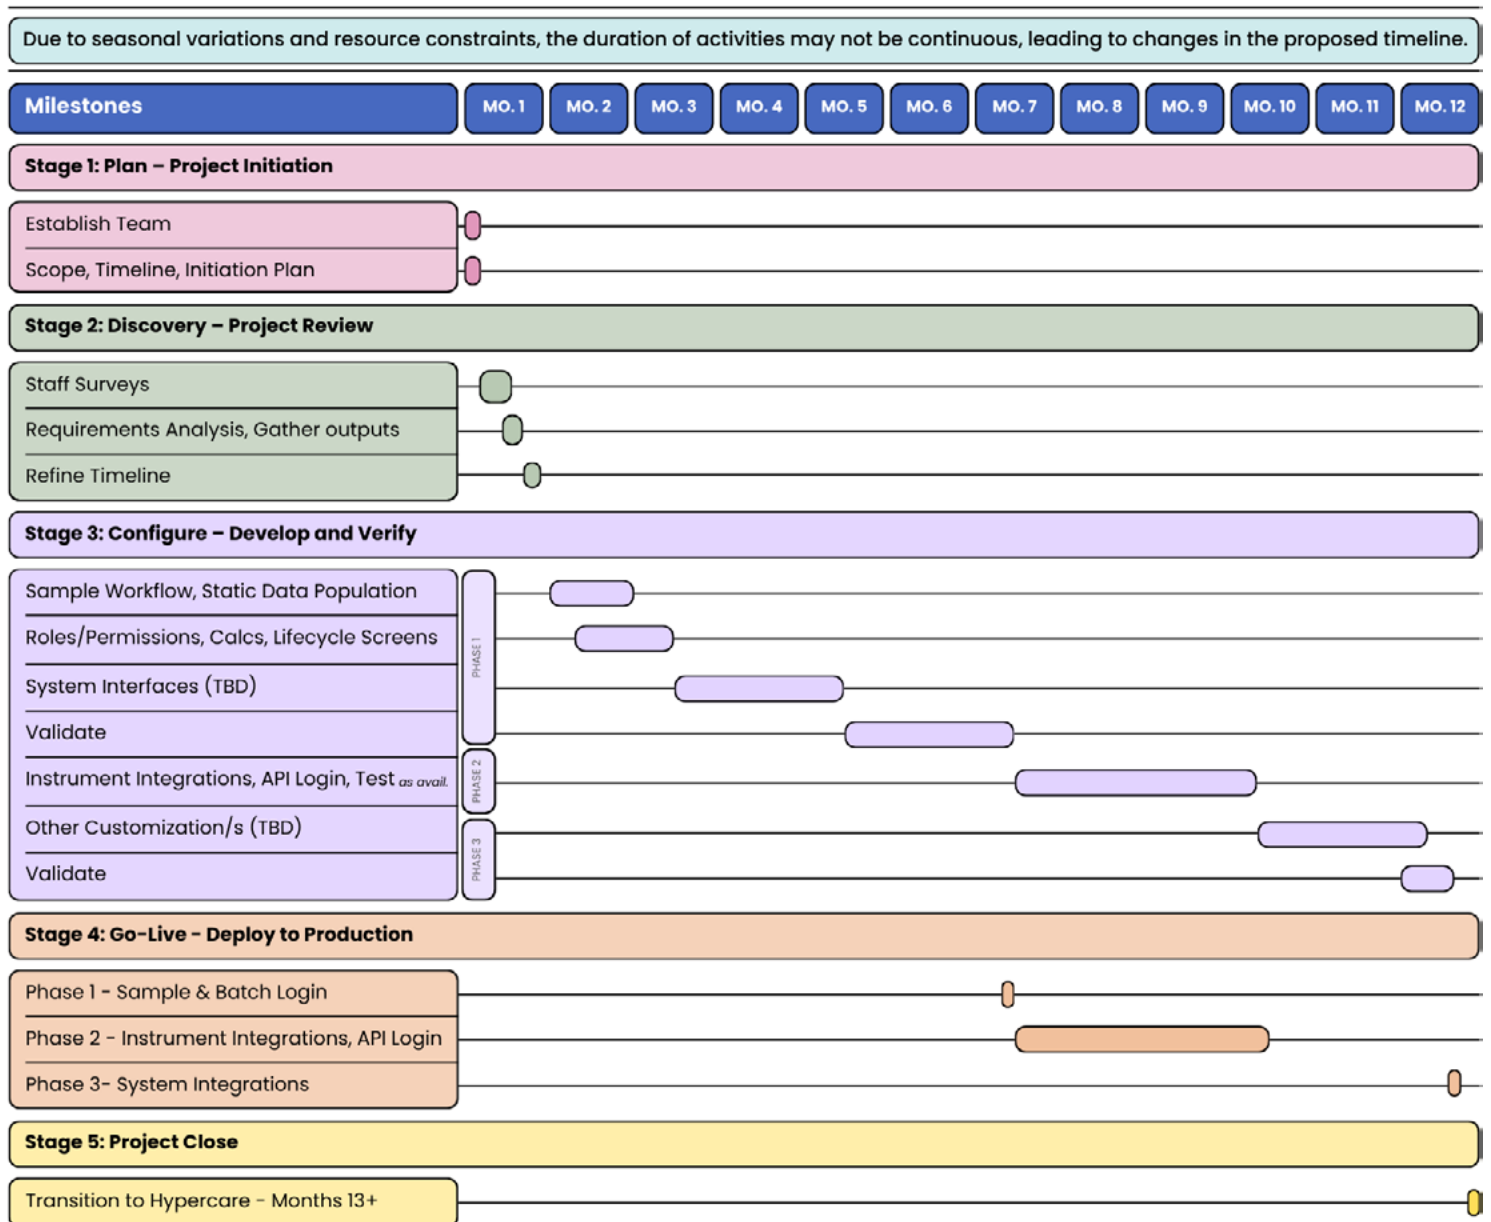 Due to seasonal variations and resource constraints, the duration of activities may not be continuous, leading to changes in the proposed timeline.
Milestones MO. 1 MO. 2 MO. 3 MO. 4 MO. 5 MO. 6 MO. 7 MO. 8 MO. 9 MO. 10 MO. 11 MO. 12
Stage 1: Plan – Project Initiation
Establish Team
Scope, Timeline, Initiation Plan
Stage 2: Discovery – Project Review
Staff Surveys
Requirements Analysis, Gather outputs
Refine Timeline
Stage 3: Configure – Develop and Verify
PHASE 1
Sample Workflow, Static Data Population
Roles/Permissions, Calcs, Lifecycle Screens
System Interfaces (TBD)
Validate
PHASE 2
Instrument Integrations, API Login, Test as avail.
PHASE 3
Other Customization/s (TBD)
Validate
Stage 4: Go-Live - Deploy to Production
Phase 1 - Sample & Batch Login
Phase 2 - Instrument Integrations, API Login
Phase 3- System Integrations
Stage 5: Project Close
Transition to Hypercare - Months 13+